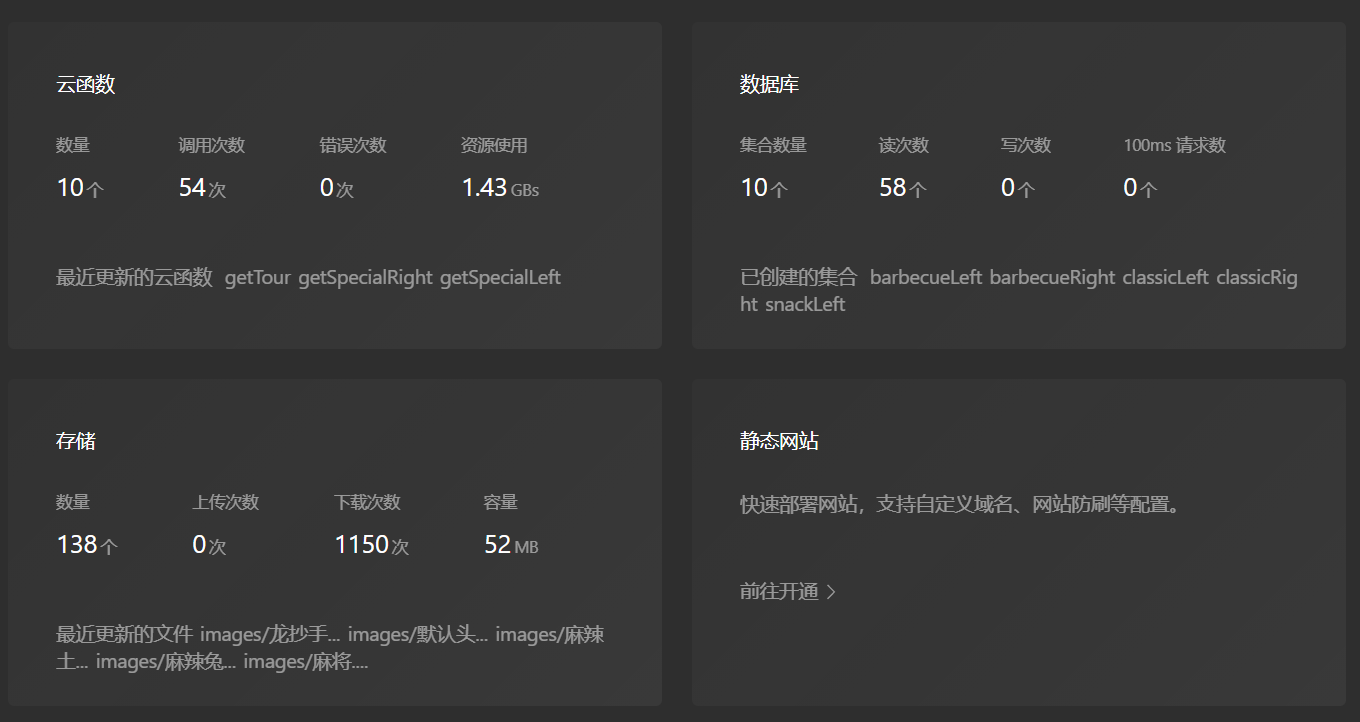 云函数
数量 调用次数 错误次数 资源使用
10个 54次 0次 1.43GBs
最近更新的云函数 getTour getSpecialRight getSpecialLeft
数据库
集合数量 读次数 写次数 100ms 请求数
10个 58个 0个 0个
已创建的集合 barbecueLeft barbecueRight classicLeft classicRig
ht snackLeft
存储
数量 上传次数 下载次数 容量
138个 0次 1150次 52MB
最近更新的文件 images/龙抄手... images/默认头... images/麻辣
土... images/麻辣兔... images/麻将....
静态网站
快速部署网站，支持自定义域名、网站防刷等配置。
前往开通 >